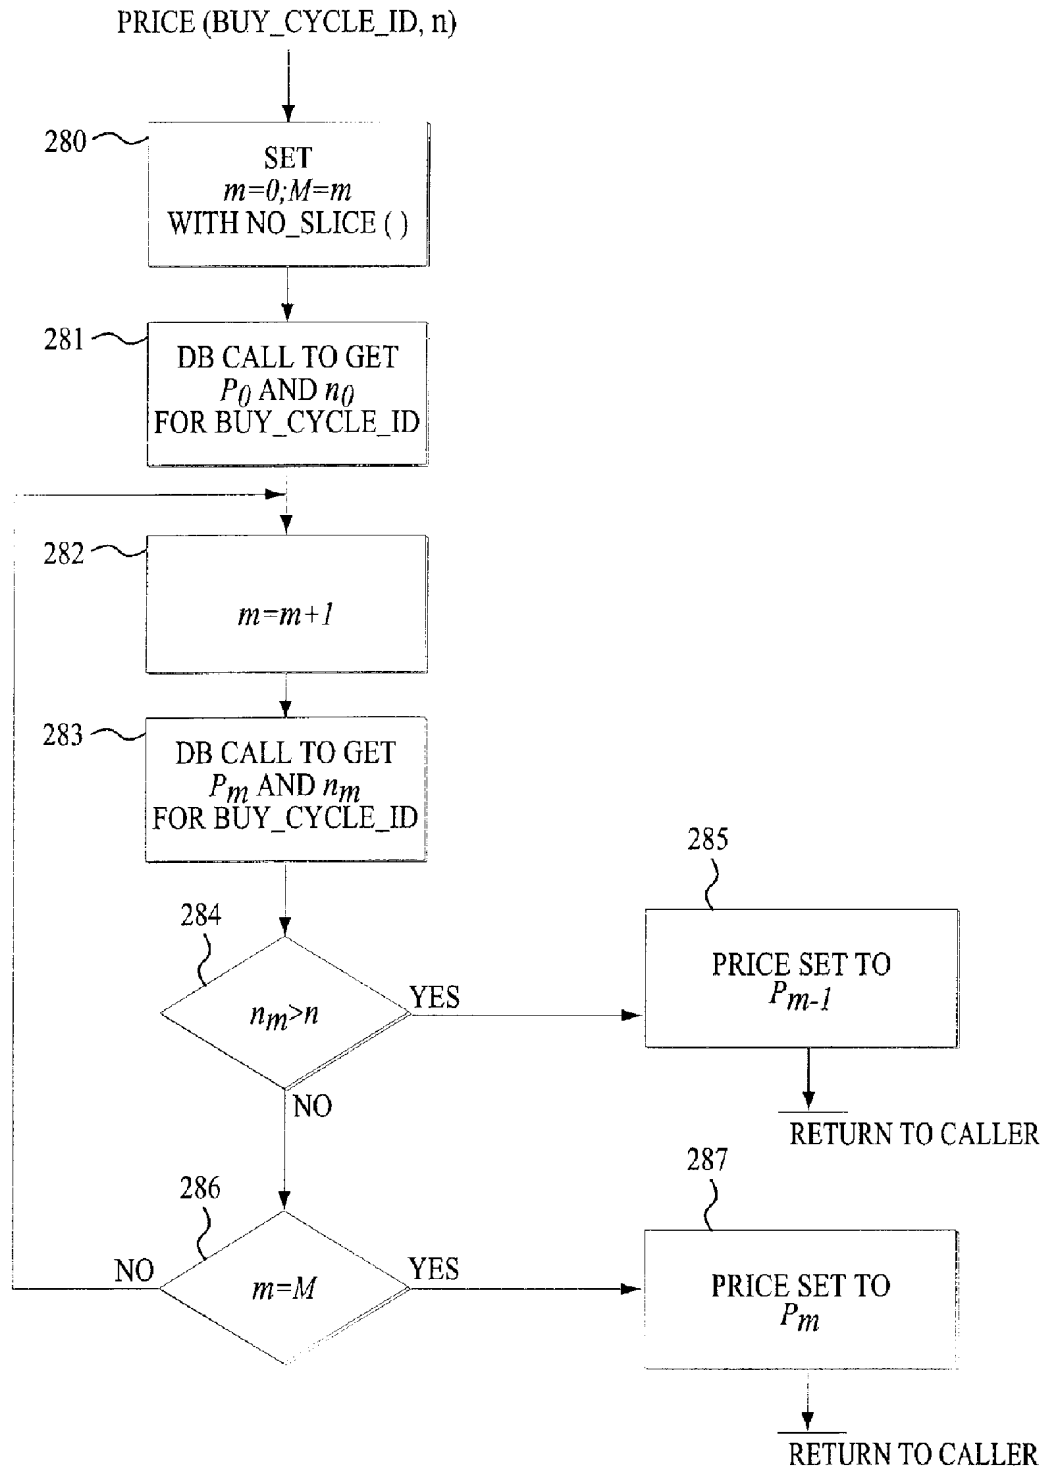 PRICE (BUY_CYCLE_ID, n)
280
SET
m=0;M=m
WITH NO_SLICE ( )
281
DB CALL TO GET
P0 AND n0
FOR BUY_CYCLE_ID
282
m=m+1
283
DB CALL TO GET
Pm AND nm
FOR BUY_CYCLE_ID
284
nm>n
YES
NO
285
PRICE SET TO
Pm-1
RETURN TO CALLER
286
m=M
NO
YES
287
PRICE SET TO
Pm
RETURN TO CALLER